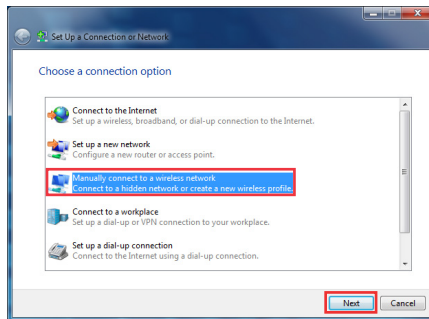 Set Up a Connection or Network
Choose a connection option
Connect to the Internet
Set up a wireless, broadband, or dial-up connection to the Internet.
Set up a new network
Configure a new router or access point.
Manually connect to a wireless network
Connect to a hidden network or create a new wireless profile.
Connect to a workplace
Set up a dial-up or VPN connection to your workplace.
Set up a dial-up connection
Connect to the Internet using a dial-up connection.
Next Cancel